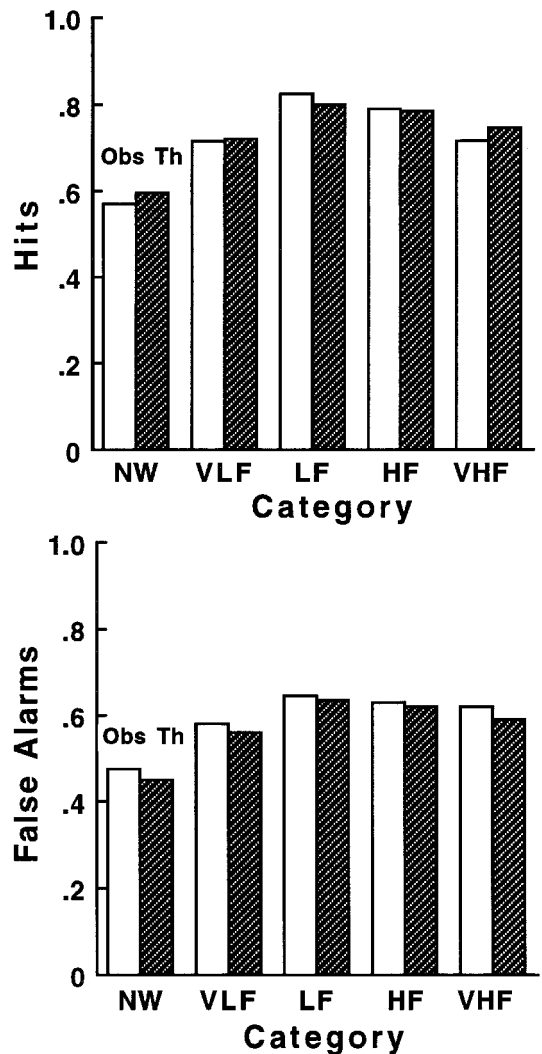 1.0
.8
Obs Th
.6
Hits
.4
.2
0
NW VLF LF HF VHF
Category
1.0
.8
False Alarms
Obs Th
.6
.4
.2
0
NW VLF LF HF VHF
Category